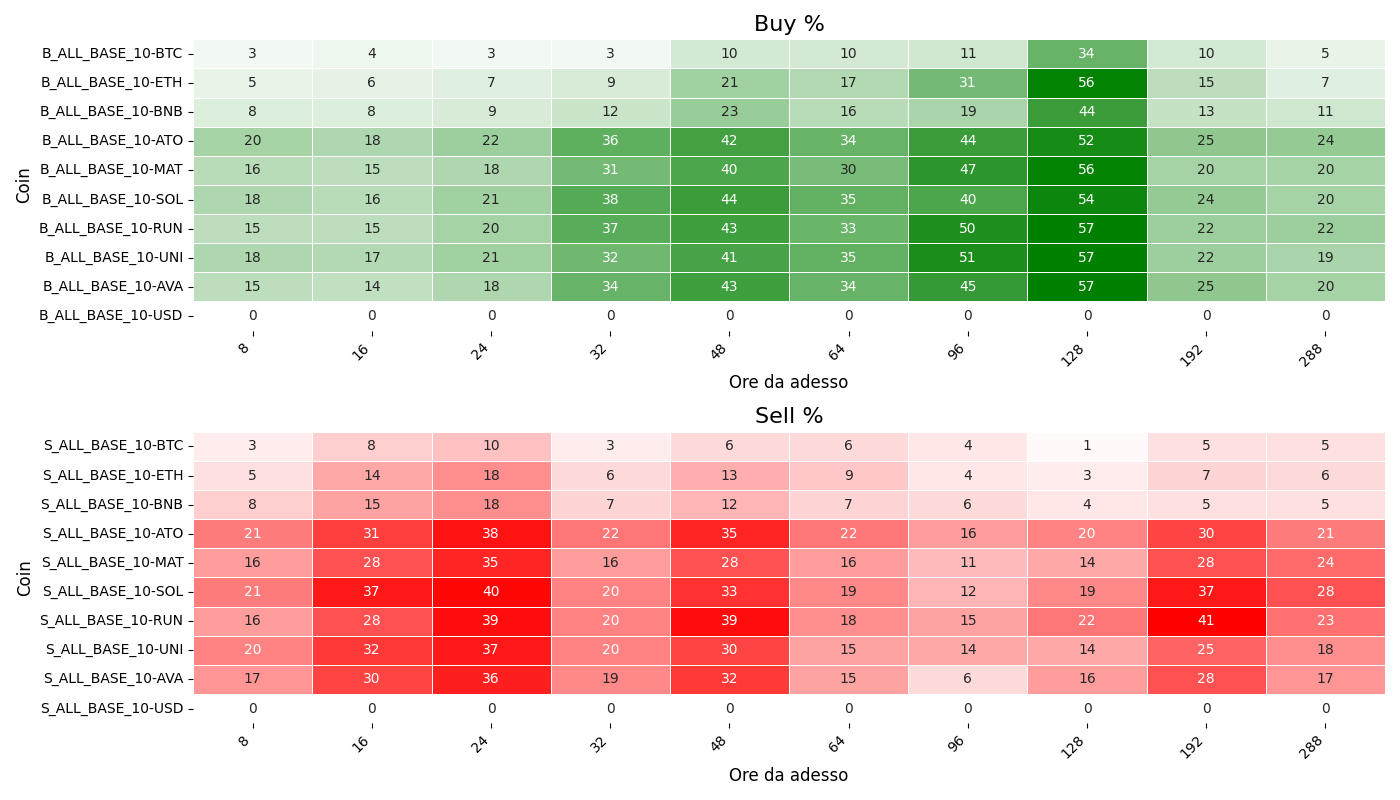 Buy %
Coin
B_ALL_BASE_10-BTC 3 4 3 3 10 10 11 34 10 5
B_ALL_BASE_10-ETH 5 6 7 9 21 17 31 56 15 7
B_ALL_BASE_10-BNB 8 8 9 12 23 16 19 44 13 11
B_ALL_BASE_10-ATO 20 18 22 36 42 34 44 52 25 24
B_ALL_BASE_10-MAT 16 15 18 31 40 30 47 56 20 20
B_ALL_BASE_10-SOL 18 16 21 38 44 35 40 54 24 20
B_ALL_BASE_10-RUN 15 15 20 37 43 33 50 57 22 22
B_ALL_BASE_10-UNI 18 17 21 32 41 35 51 57 22 19
B_ALL_BASE_10-AVA 15 14 18 34 43 34 45 57 25 20
B_ALL_BASE_10-USD 0 0 0 0 0 0 0 0 0 0
8 16 24 32 48 64 96 128 192 288
Ore da adesso
Sell %
Coin
S_ALL_BASE_10-BTC 3 8 10 3 6 6 4 1 5 5
S_ALL_BASE_10-ETH 5 14 18 6 13 9 4 3 7 6
S_ALL_BASE_10-BNB 8 15 18 7 12 7 6 4 5 5
S_ALL_BASE_10-ATO 21 31 38 22 35 22 16 20 30 21
S_ALL_BASE_10-MAT 16 28 35 16 28 16 11 14 28 24
S_ALL_BASE_10-SOL 21 37 40 20 33 19 12 19 37 28
S_ALL_BASE_10-RUN 16 28 39 20 39 18 15 22 41 23
S_ALL_BASE_10-UNI 20 32 37 20 30 15 14 14 25 18
S_ALL_BASE_10-AVA 17 30 36 19 32 15 6 16 28 17
S_ALL_BASE_10-USD 0 0 0 0 0 0 0 0 0 0
8 16 24 32 48 64 96 128 192 288
Ore da adesso